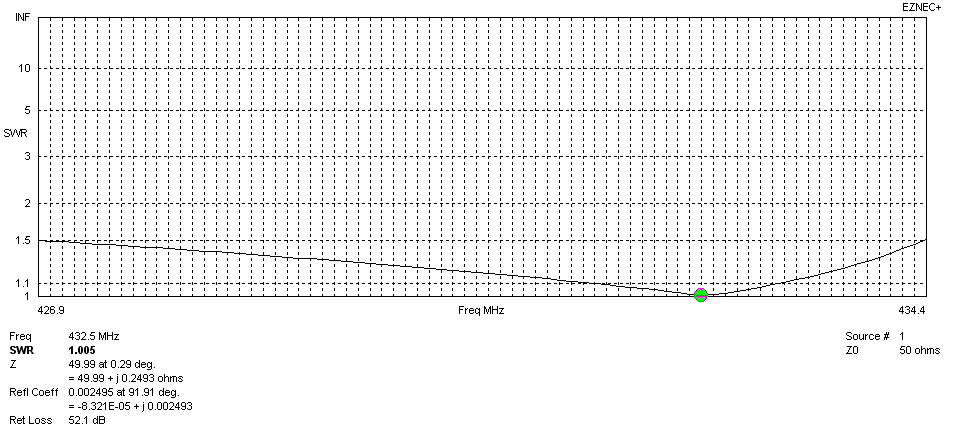 EZNEC+
INF
10
5
SWR
3
2
1.5
1.1
1
426.9 Freq MHz 434.4
Freq 432.5 MHz Source # 1
SWR 1.005 Z0 50 ohms
Z 49.99 at 0.29 deg.
= 49.99 + j 0.2493 ohms
Refl Coeff 0.002495 at 91.91 deg.
= -8.321E-05 + j 0.002493
Ret Loss 52.1 dB